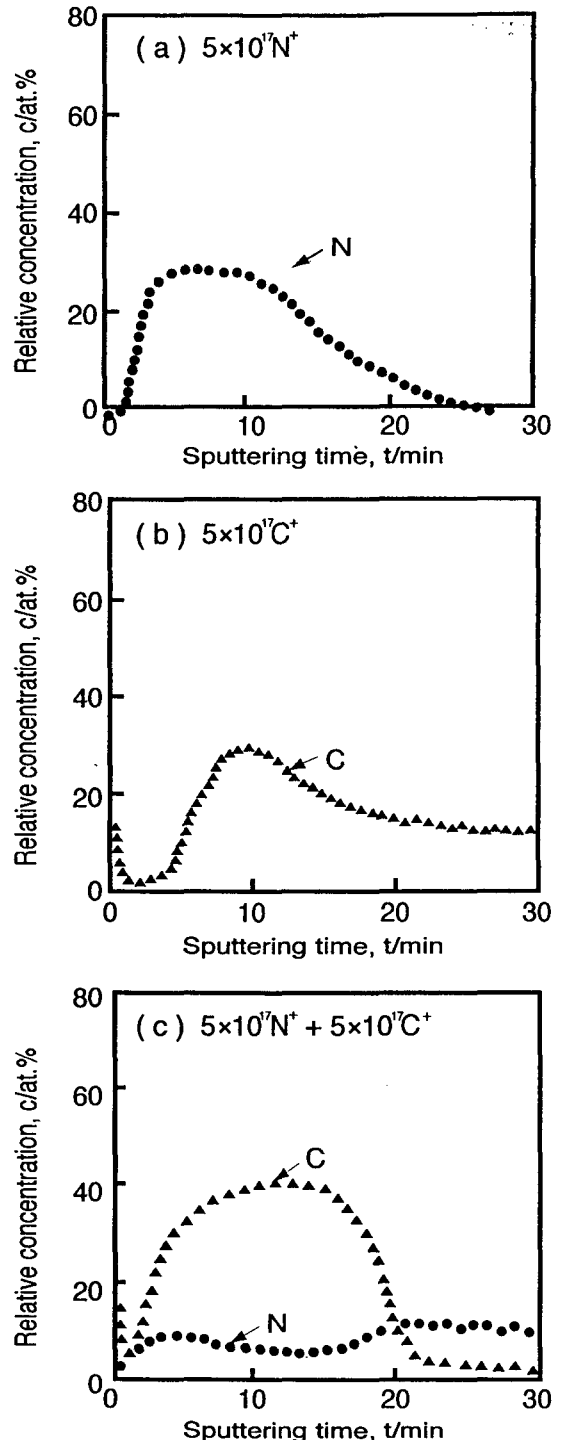 (a) 5×10¹⁷N⁺
80
60
40
20
0
Relative concentration, c/at.%
N
0 10 20 30
Sputtering time, t/min
(b) 5×10¹⁷C⁺
80
60
40
20
0
Relative concentration, c/at.%
C
0 10 20 30
Sputtering time, t/min
(c) 5×10¹⁷N⁺ + 5×10¹⁷C⁺
80
60
40
20
0
Relative concentration, c/at.%
C
N
0 10 20 30
Sputtering time, t/min